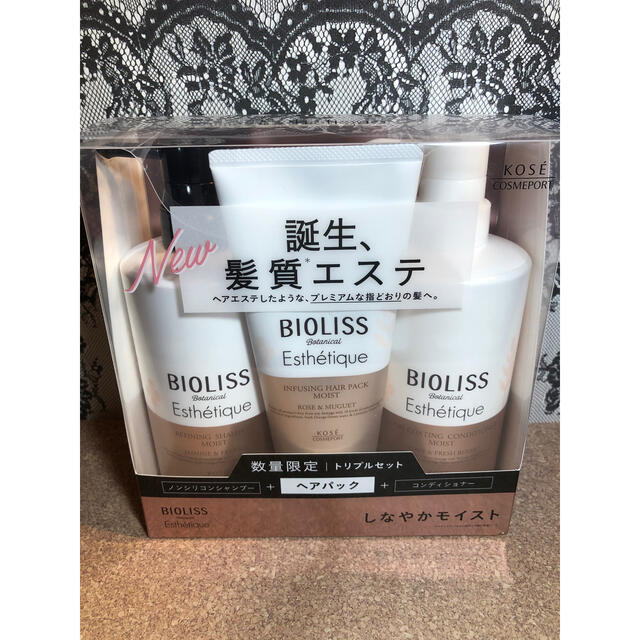 KOSÉ
COSMEPORT
New
誕生、
髪質*エステ
ヘアエステしたような、プレミアムな指どおりの髪へ。
BIOLISS
Botanical
Esthétique
INFUSING HAIR PACK
MOIST
ROSE & MUGUET
KOSÉ
COSMEPORT
BIOLISS
Botanical
Esthétique
MOIST
BIOLISS
Botanical
Esthétique
COATING CONDITIONER
MOIST
& FRESH BERRY
数量限定 | トリプルセット
ノンシリコンシャンプー + ヘアパック + コンディショナー
BIOLISS
Botanical
Esthétique
しなやかモイスト